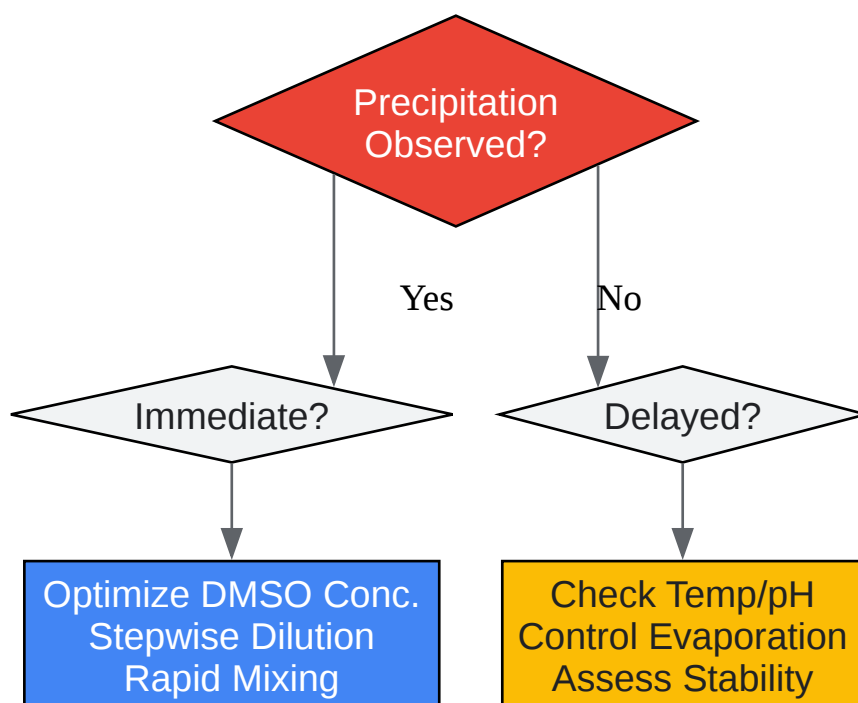 Precipitation
Observed?
Yes
No
Immediate?
Delayed?
Optimize DMSO Conc.
Stepwise Dilution
Rapid Mixing
Check Temp/pH
Control Evaporation
Assess Stability